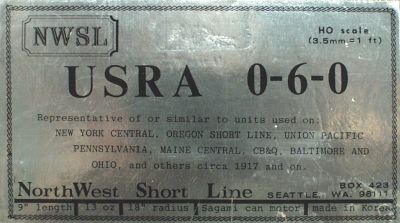 NWSL
HO scale
(3.5mm=1 ft)
USRA 0-6-0
Representative of or similar to units used on:
NEW YORK CENTRAL, OREGON SHORT LINE, UNION PACIFIC
PENNSYLVANIA, MAINE CENTRAL, CB&Q, BALTIMORE AND
OHIO, and others circa 1917 and on.
NorthWest Short Line
BOX 423
SEATTLE, WA. 98111
9" length 13 oz 18" radius Sagami can motor made in Korea